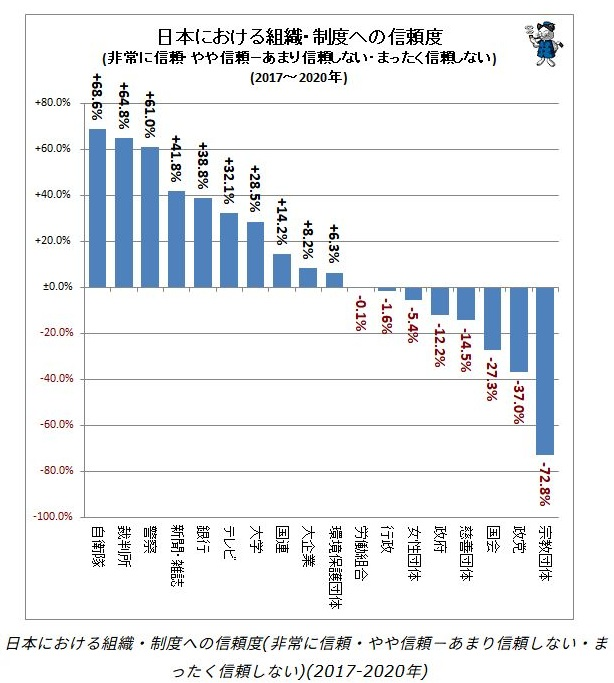 日本における組織・制度への信頼度
(非常に信頼・やや信頼－あまり信頼しない・まったく信頼しない)
(2017～2020年)
+80.0%
+60.0%
+40.0%
+20.0%
±0.0%
-20.0%
-40.0%
-60.0%
-80.0%
-100.0%
+68.6%
+64.8%
+61.0%
+41.8%
+38.8%
+32.1%
+28.5%
+14.2%
+8.2%
+6.3%
-0.1%
-1.6%
-5.4%
-12.2%
-14.5%
-27.3%
-37.0%
-72.8%
自衛隊
裁判所
警察
新聞・雑誌
銀行
テレビ
大学
国連
大企業
環境保護団体
労働組合
行政
女性団体
政府
慈善団体
国会
政党
宗教団体
日本における組織・制度への信頼度(非常に信頼・やや信頼－あまり信頼しない・ま
ったく信頼しない)(2017-2020年)